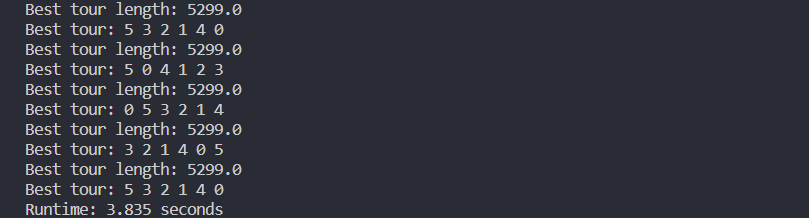 Best tour length: 5299.0
Best tour: 5 3 2 1 4 0
Best tour length: 5299.0
Best tour: 5 0 4 1 2 3
Best tour length: 5299.0
Best tour: 0 5 3 2 1 4
Best tour length: 5299.0
Best tour: 3 2 1 4 0 5
Best tour length: 5299.0
Best tour: 5 3 2 1 4 0
Runtime: 3.835 seconds